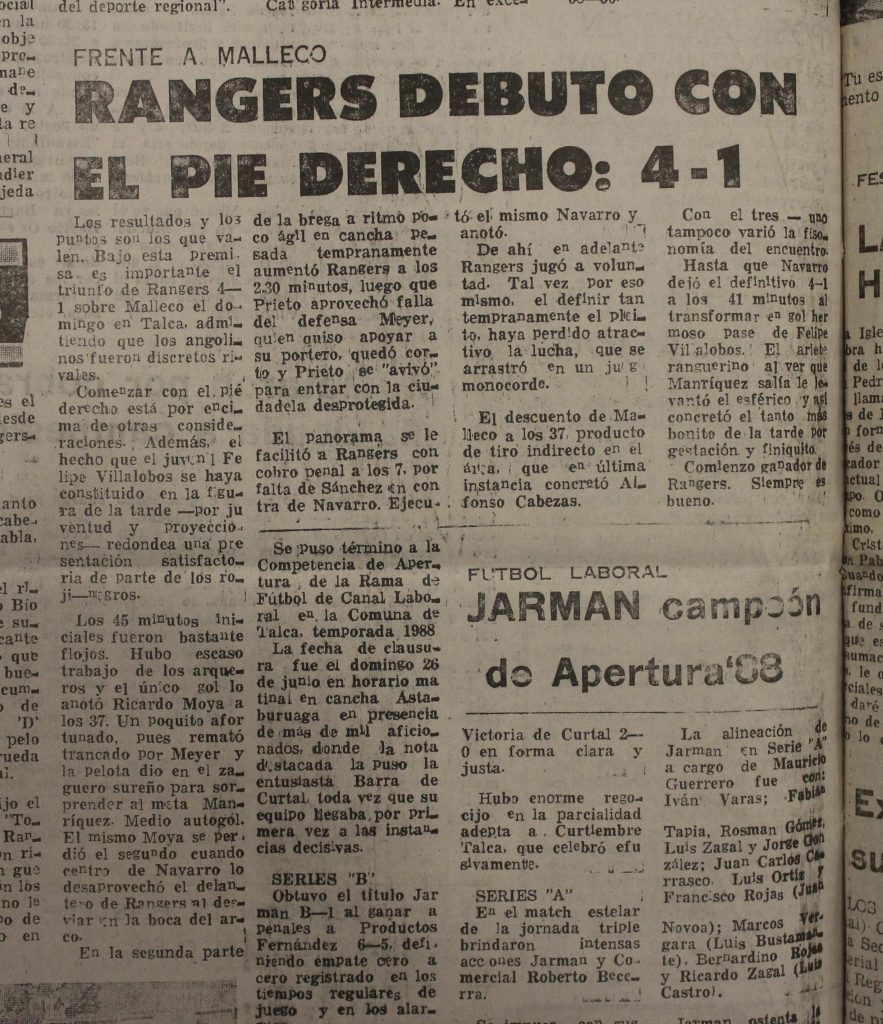 del deporte regional".
Categoría Intermedia. En exce-
FRENTE A MALLECO
RANGERS DEBUTO CON
EL PIE DERECHO: 4-1
Los resultados y los
puntos son los que va-
len. Bajo esta premi-
sa es importante el
triunfo de Rangers 4-
1 sobre Malleco el do-
mingo en Talca, admi-
tiendo que los angoli-
nos fueron discretos ri-
vales.
Comenzar con el pié
derecho está por enci-
ma de otras conside-
raciones. Además, el
hecho que el juvenil Fe
lipe Villalobos se haya
constituido en la figu-
ra de la tarde —por ju
ventud y proyeccio-
nes— redondea una pre
sentación satisfacto-
ria de parte de los ro-
ji—negros.
Los 45 minutos ini-
ciales fueron bastante
flojos. Hubo escaso
trabajo de los arque-
ros y el único gol lo
anotó Ricardo Moya a
los 37. Un poquito afor
tunado, pues remató
trancado por Meyer y
la pelota dio en el za-
guero sureño para sor-
prender al meta Man-
ríquez. Medio autogól.
El mismo Moya se per-
dió el segundo cuando
centro de Navarro lo
desaprovechó el delan-
tero de Rangers al des-
viar en la boca del ar-
co.
En la segunda parte
de la brega a ritmo po-
co ágil en cancha pe-
sada tempranamente
aumentó Rangers a los
2.30 minutos, luego que
Prieto aprovechó falla
del defensa Meyer,
quien quiso apoyar a
su portero, quedó cor-
to y Prieto se "avivó"
para entrar con la ciu-
dadela desprotegida.
El panorama se le
facilitó a Rangers con
cobro penal a los 7, por
falta de Sánchez en con
tra de Navarro. Ejecu-
tó el mismo Navarro y
anotó.
De ahí en adelante
Rangers jugó a volun-
tad. Tal vez por eso
mismo, el definir tan
tempranamente el plei-
to, haya perdido atrac-
tivo la lucha, que se
arrastró en un juego
monocorde.
El descuento de Ma-
lleco a los 37, producto
de tiro indirecto en el
área, que en última
instancia concretó Al-
fonso Cabezas.
Con el tres — uno
tampoco varió la fiso-
nomía del encuentro.
Hasta que Navarro
dejó el definitivo 4-1
a los 41 minutos al
transformar en gol her
moso pase de Felipe
Villalobos. El ariete
ranguerino al ver que
Manríquez salía le le-
vantó el esférico y así
concretó el tanto más
bonito de la tarde por
gestación y finiquito.
Comienzo ganador de
Rangers. Siempre es
bueno.
FUTBOL LABORAL
JARMAN campeón
de Apertura'88
Se puso término a la
Competencia de Aper-
tura de la Rama de
Fútbol de Canal Labo-
ral en la Comuna de
Talca, temporada 1988
La fecha de clausu-
ra fue el domingo 26
de junio en horario ma
tinal en cancha Asta-
buruaga en presencia
de más de mil aficio-
nados, donde la nota
destacada la puso la
entusiasta Barra de
Curtal, toda vez que su
equipo llegaba por pri-
mera vez a las instan-
cias decisivas.
SERIES "B"
Obtuvo el título Jar
man B—1 al ganar a
penales a Productos
Fernández 6—5, defi-
niendo empate cero a
cero registrado en los
tiempos regulares de
juego y en los alar-
Victoria de Curtal 2—
0 en forma clara y
justa.
Hubo enorme rego-
cijo en la parcialidad
adepta a Curtiembre
Talca, que celebró efu
sivamente.
SERIES "A"
En el match estelar
de la jornada triple
brindaron intensas
acciones Jarman y Co-
mercial Roberto Bece-
rra.
La alineación de
Jarman en Serie "A"
a cargo de Mauricio
Guerrero fue con:
Iván Varas; Fabián
Tapia, Rosman Gómez,
Luis Zagal y Jorge Gon
zález; Juan Carlos Ca-
rrasco, Luis Ortiz y
Francisco Rojas (Juan
Novoa); Marcos Ver-
gara (Luis Bustaman-
te), Bernardino Rojas
y Ricardo Zagal (Luis
Castro).
Jarman ostenta la